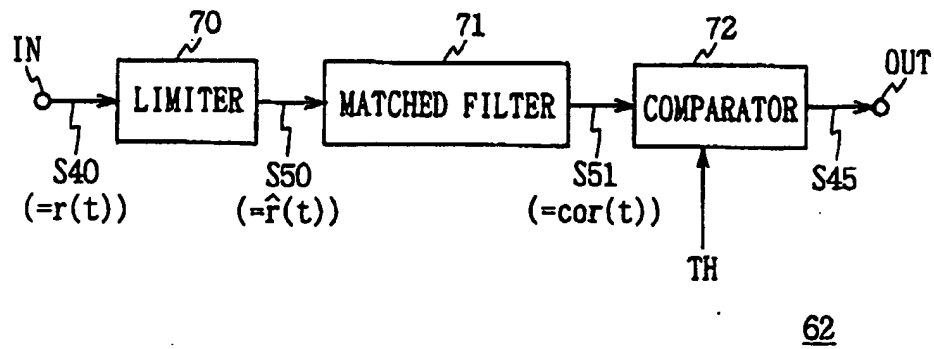 70
71
72
IN
OUT
LIMITER
MATCHED FILTER
COMPARATOR
S40
(=r(t))
S50
(=r̂(t))
S51
(=cor(t))
S45
TH
62